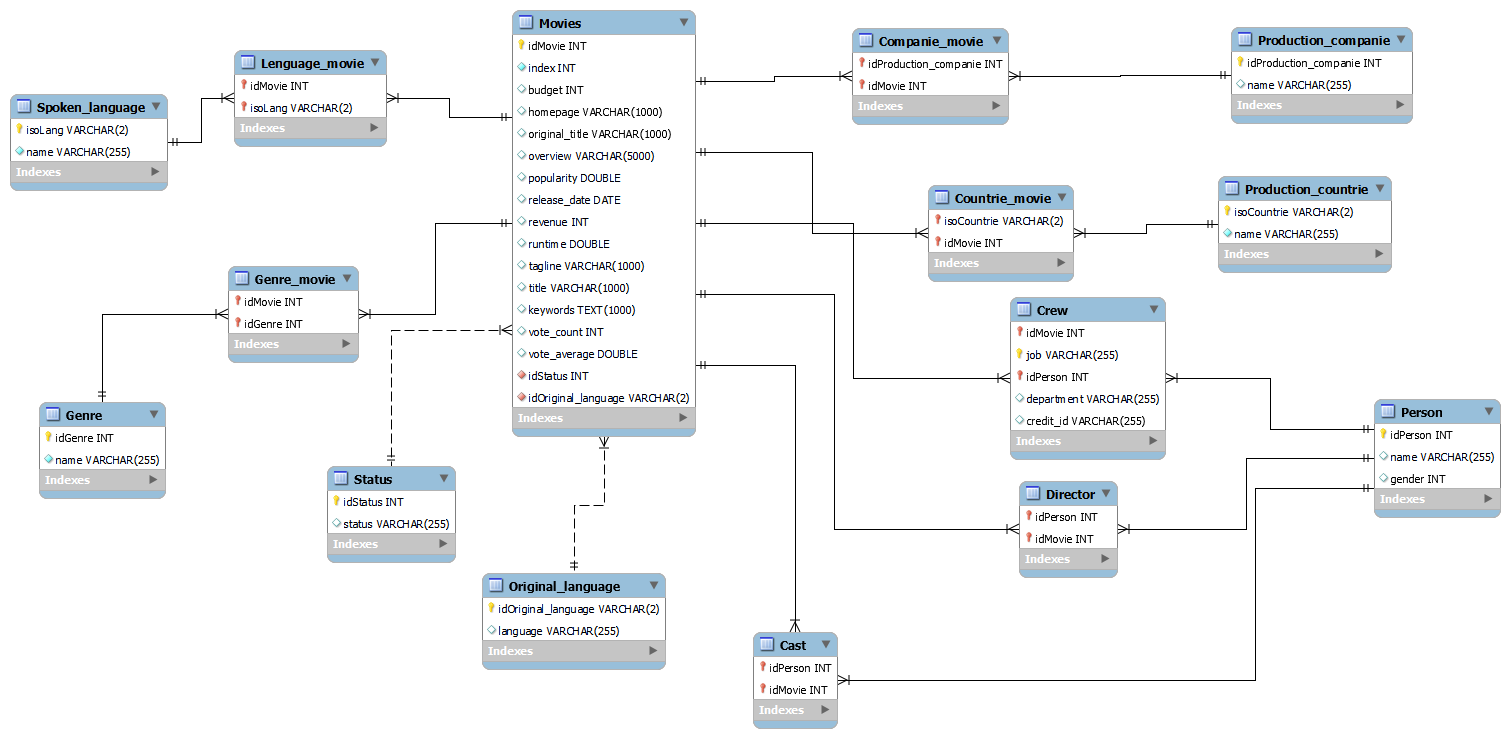 Movies
idMovie INT
index INT
budget INT
homepage VARCHAR(1000)
original_title VARCHAR(1000)
overview VARCHAR(5000)
popularity DOUBLE
release_date DATE
revenue INT
runtime DOUBLE
tagline VARCHAR(1000)
title VARCHAR(1000)
keywords TEXT(1000)
vote_count INT
vote_average DOUBLE
idStatus INT
idOriginal_language VARCHAR(2)
Indexes
Lenguage_movie
idMovie INT
isoLang VARCHAR(2)
Indexes
Spoken_language
isoLang VARCHAR(2)
name VARCHAR(255)
Indexes
Genre_movie
idMovie INT
idGenre INT
Indexes
Genre
idGenre INT
name VARCHAR(255)
Indexes
Status
idStatus INT
status VARCHAR(255)
Indexes
Original_language
idOriginal_language VARCHAR(2)
language VARCHAR(255)
Indexes
Companie_movie
idProduction_companie INT
idMovie INT
Indexes
Production_companie
idProduction_companie INT
name VARCHAR(255)
Indexes
Countrie_movie
isoCountrie VARCHAR(2)
idMovie INT
Indexes
Production_countrie
isoCountrie VARCHAR(2)
name VARCHAR(255)
Indexes
Crew
idMovie INT
job VARCHAR(255)
idPerson INT
department VARCHAR(255)
credit_id VARCHAR(255)
Indexes
Person
idPerson INT
name VARCHAR(255)
gender INT
Indexes
Director
idPerson INT
idMovie INT
Indexes
Cast
idPerson INT
idMovie INT
Indexes